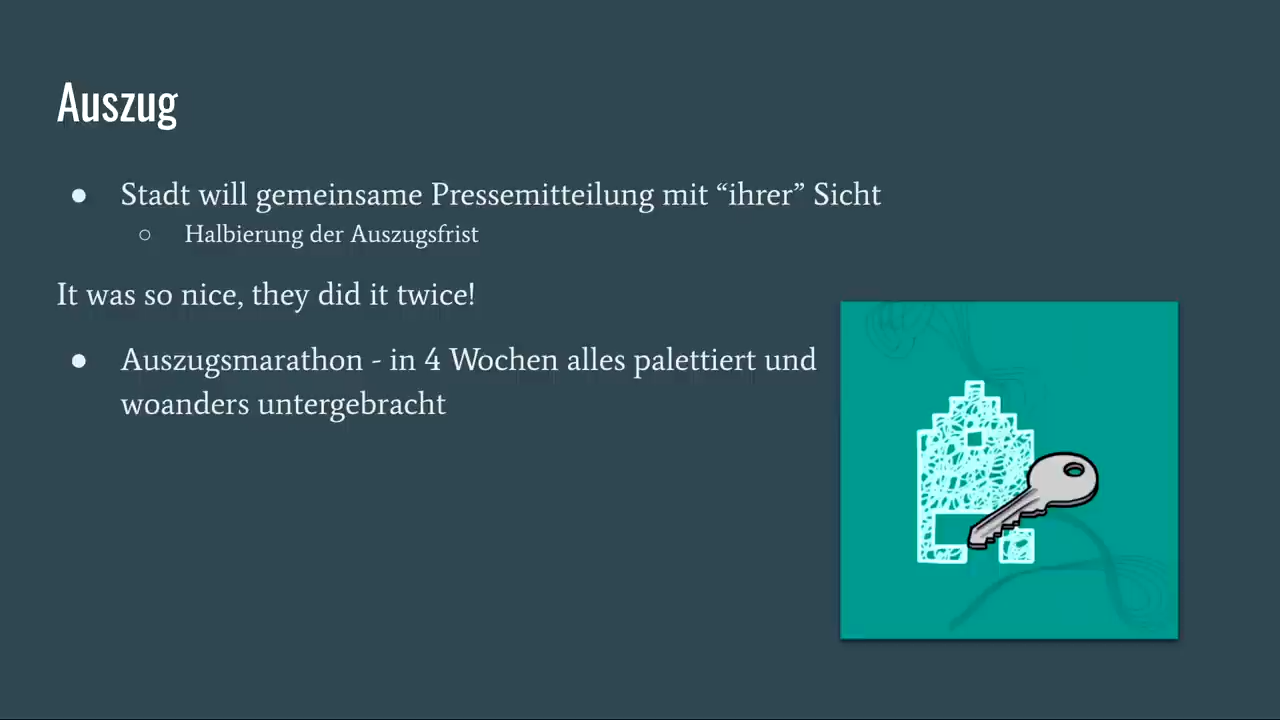 Auszug
● Stadt will gemeinsame Pressemitteilung mit “ihrer” Sicht
○ Halbierung der Auszugsfrist
It was so nice, they did it twice!
● Auszugsmarathon - in 4 Wochen alles palettiert und
woanders untergebracht